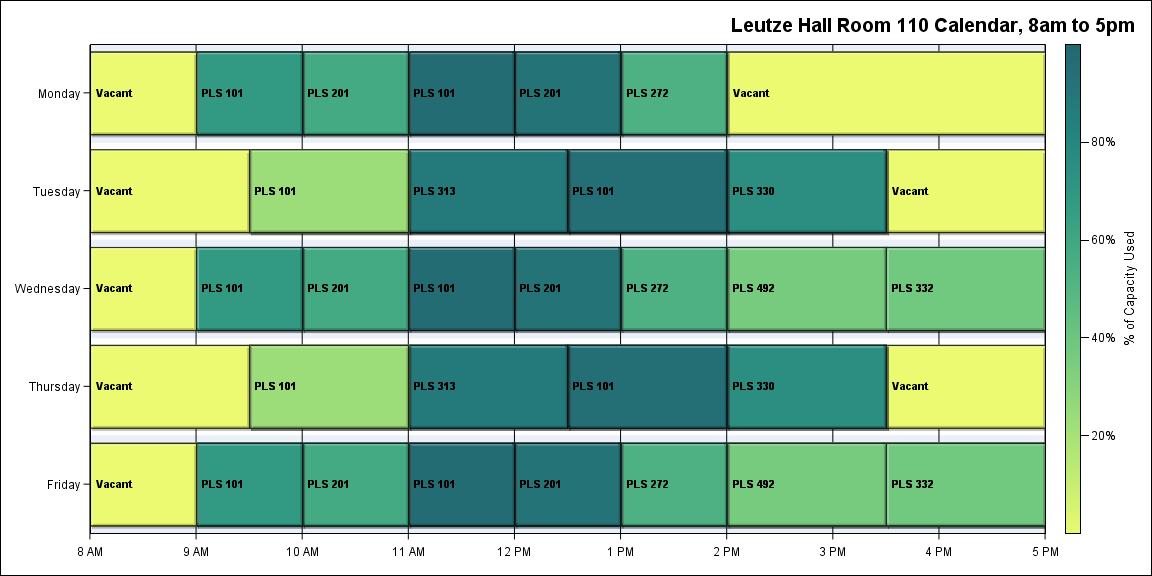 Leutze Hall Room 110 Calendar, 8am to 5pm
Monday
Vacant
PLS 101
PLS 201
PLS 101
PLS 201
PLS 272
Vacant
Tuesday
Vacant
PLS 101
PLS 313
PLS 101
PLS 330
Vacant
Wednesday
Vacant
PLS 101
PLS 201
PLS 101
PLS 201
PLS 272
PLS 492
PLS 332
Thursday
Vacant
PLS 101
PLS 313
PLS 101
PLS 330
Vacant
Friday
Vacant
PLS 101
PLS 201
PLS 101
PLS 201
PLS 272
PLS 492
PLS 332
8 AM
9 AM
10 AM
11 AM
12 PM
1 PM
2 PM
3 PM
4 PM
5 PM
80%
60%
40%
20%
% of Capacity Used